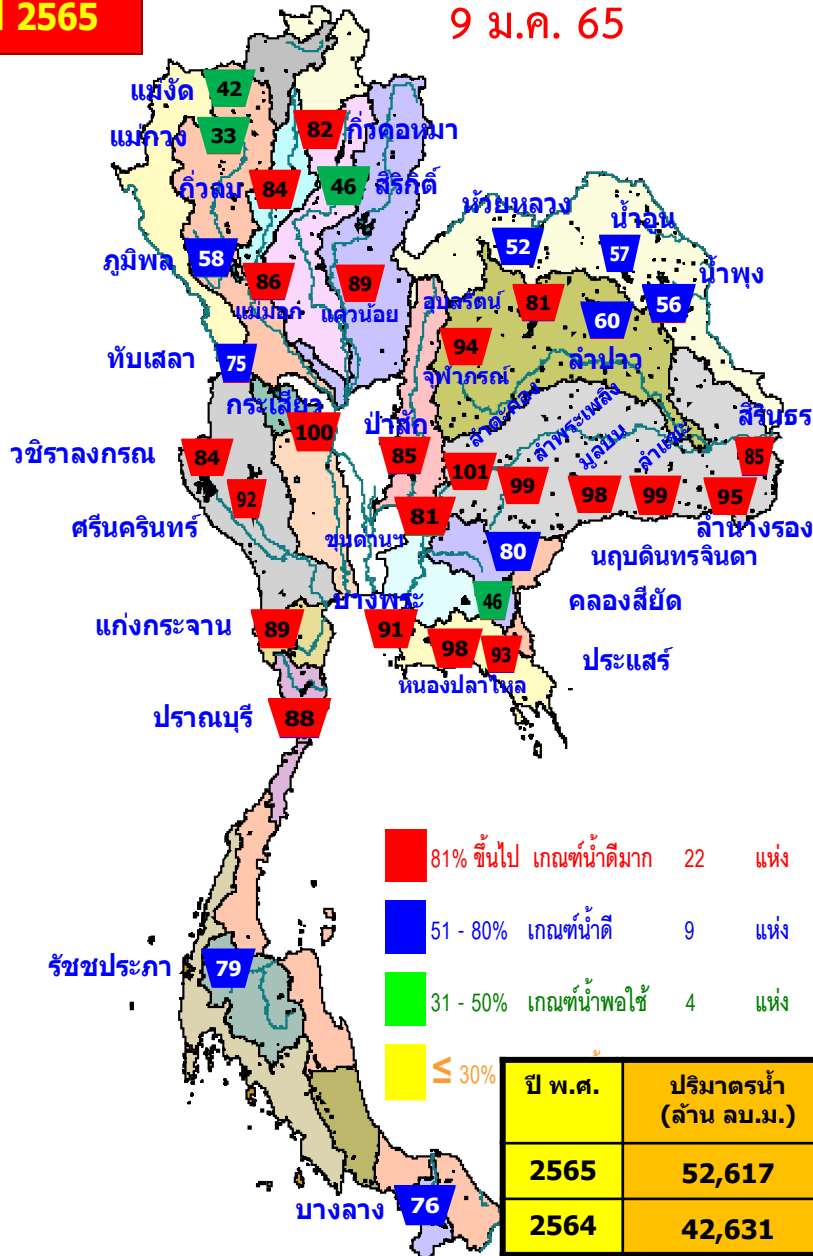 2565
9 ม.ค. 65
แม่งัด 42
แม่กวง 33
82 กิ่วคอหมา
กิ่วลม 84
46 สิริกิติ์
ห้วยหลวง
52
น้ำอูน
57
น้ำพุง
56
ภูมิพล 58
86
แม่มอก
89
แควน้อย
อุบลรัตน์ 81
60
ลำปาว
94
จุฬาภรณ์
ทับเสลา 75
กระเสียว
100
ป่าสัก
85
ลำตะคอง
101
ลำพระเพลิง
99
มูลบน
98
ลำแชะ
99
สิรินธร
85
95
ลำนางรอง
วชิราลงกรณ 84
92
ศรีนครินทร์
81
ขุนด่านฯ
80
นฤบดินทรจินดา
46
คลองสียัด
บางพระ
91
แก่งกระจาน 89
98
หนองปลาไหล
93
ประแสร์
ปราณบุรี 88
81% ขึ้นไป เกณฑ์น้ำดีมาก 22 แห่ง
51 - 80% เกณฑ์น้ำดี 9 แห่ง
31 - 50% เกณฑ์น้ำพอใช้ 4 แห่ง
≤ 30%
รัชชประภา 79
บางลาง 76
ปี พ.ศ. ปริมาตรน้ำ
(ล้าน ลบ.ม.)
2565 52,617
2564 42,631